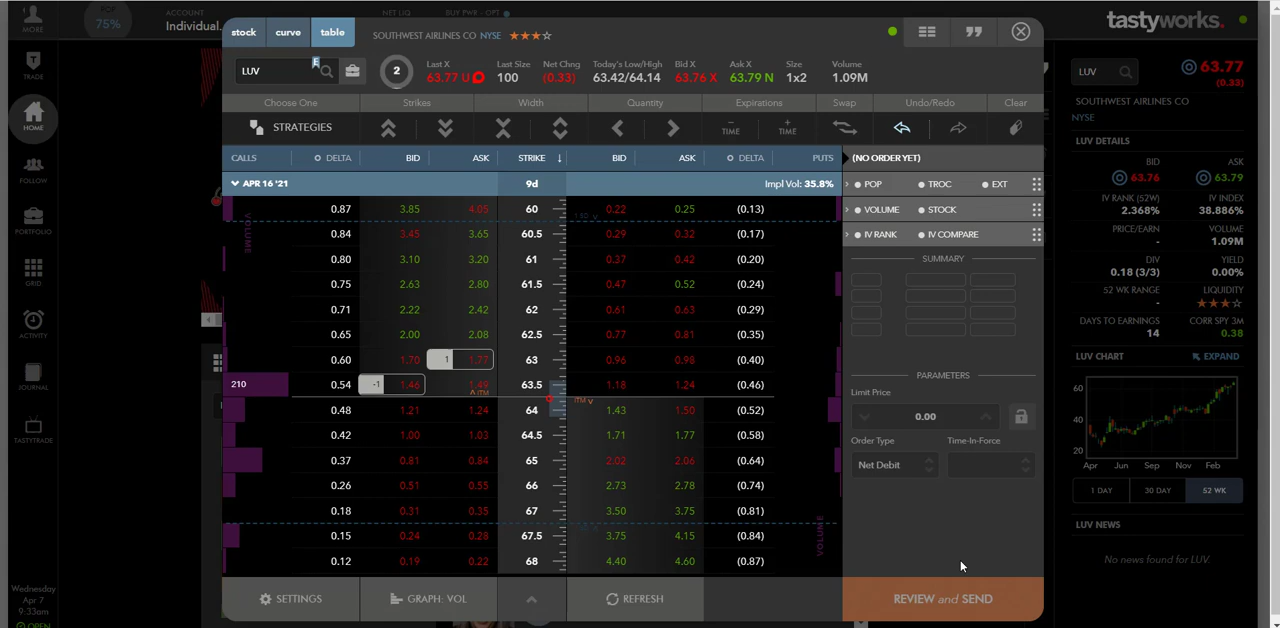 MORE
POP
75%
ACCOUNT
Individual.
NET LIQ
BUY PWR - OPT.
tastyworks.
TRADE
HOME
FOLLOW
PORTFOLIO
GRID
ACTIVITY
JOURNAL
TASTYTRADE
Wednesday
Apr 7
9:33am
OPEN
stock curve table
SOUTHWEST AIRLINES CO NYSE
LUV
E
2
Last X Last Size Net Chng Today's Low/High Bid X Ask X Size Volume
63.77 U 100 (0.33) 63.42/64.14 63.76 X 63.79 N 1x2 1.09M
Choose One Strikes Width Quantity Expirations Swap Undo/Redo Clear
STRATEGIES
− TIME + TIME
CALLS DELTA BID ASK STRIKE ↓ BID ASK DELTA PUTS
APR 16 '21 9d Impl Vol: 35.8%
0.87 3.85 4.05 60 0.22 0.25 (0.13)
0.84 3.45 3.65 60.5 0.29 0.32 (0.17)
0.80 3.10 3.20 61 0.37 0.42 (0.20)
0.75 2.63 2.80 61.5 0.47 0.52 (0.24)
0.71 2.22 2.42 62 0.61 0.63 (0.29)
0.65 2.00 2.08 62.5 0.77 0.81 (0.35)
0.60 1.70 1 1.77 63 0.96 0.98 (0.40)
210 0.54 -1 1.46 1.49 63.5 1.18 1.24 (0.46)
ITM ITM
0.48 1.21 1.24 64 1.43 1.50 (0.52)
0.42 1.00 1.03 64.5 1.71 1.77 (0.58)
0.37 0.81 0.84 65 2.02 2.06 (0.64)
0.26 0.51 0.55 66 2.73 2.78 (0.74)
0.18 0.31 0.35 67 3.50 3.75 (0.81)
0.15 0.24 0.28 67.5 3.75 4.15 (0.84)
0.12 0.19 0.22 68 4.40 4.60 (0.87)
VOLUME
VOLUME
SETTINGS GRAPH: VOL REFRESH
(NO ORDER YET)
POP TROC EXT
VOLUME STOCK
IV RANK IV COMPARE
SUMMARY
PARAMETERS
Limit Price
0.00
Order Type Time-In-Force
Net Debit
REVIEW and SEND
LUV
63.77
(0.33)
SOUTHWEST AIRLINES CO
NYSE
LUV DETAILS
BID ASK
63.76 63.79
IV RANK (52W) IV INDEX
2.368% 38.886%
PRICE/EARN VOLUME
- 1.09M
DIV YIELD
0.18 (3/3) 0.00%
52 WK RANGE LIQUIDITY
-
DAYS TO EARNINGS CORR SPY 3M
14 0.38
LUV CHART EXPAND
60
40
20
Apr Jun Sep Nov Feb
1 DAY 30 DAY 52 WK
LUV NEWS
No news found for LUV.